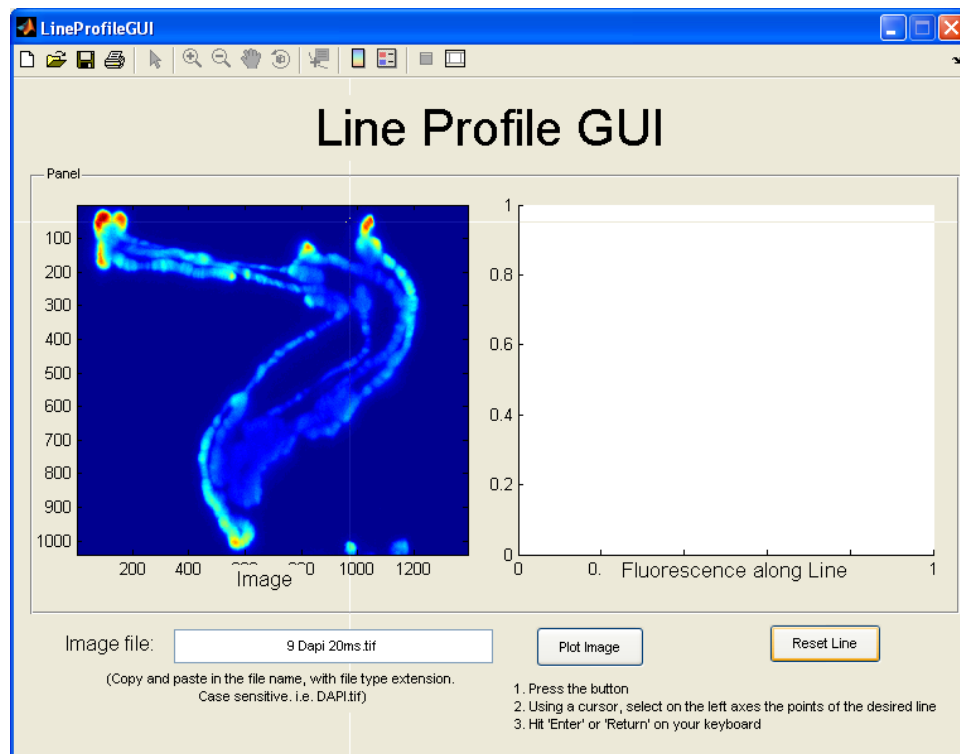 LineProfileGUI
Line Profile GUI
Panel
100
200
300
400
500
600
700
800
900
1000
200
400
1000
1200
Image
1
0.8
0.6
0.4
0.2
0
0
0.
1
Fluorescence along Line
Image file:
9 Dapi 20ms.tif
Plot Image
Reset Line
(Copy and paste in the file name, with file type extension.
Case sensitive. i.e. DAPI.tif)
1. Press the button
2. Using a cursor, select on the left axes the points of the desired line
3. Hit 'Enter' or 'Return' on your keyboard